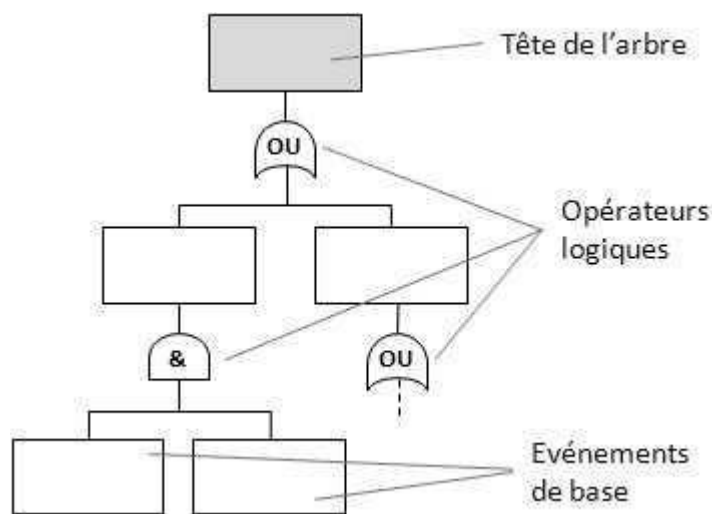 Tête de l'arbre
OU
Opérateurs
logiques
&
OU
Evénements
de base